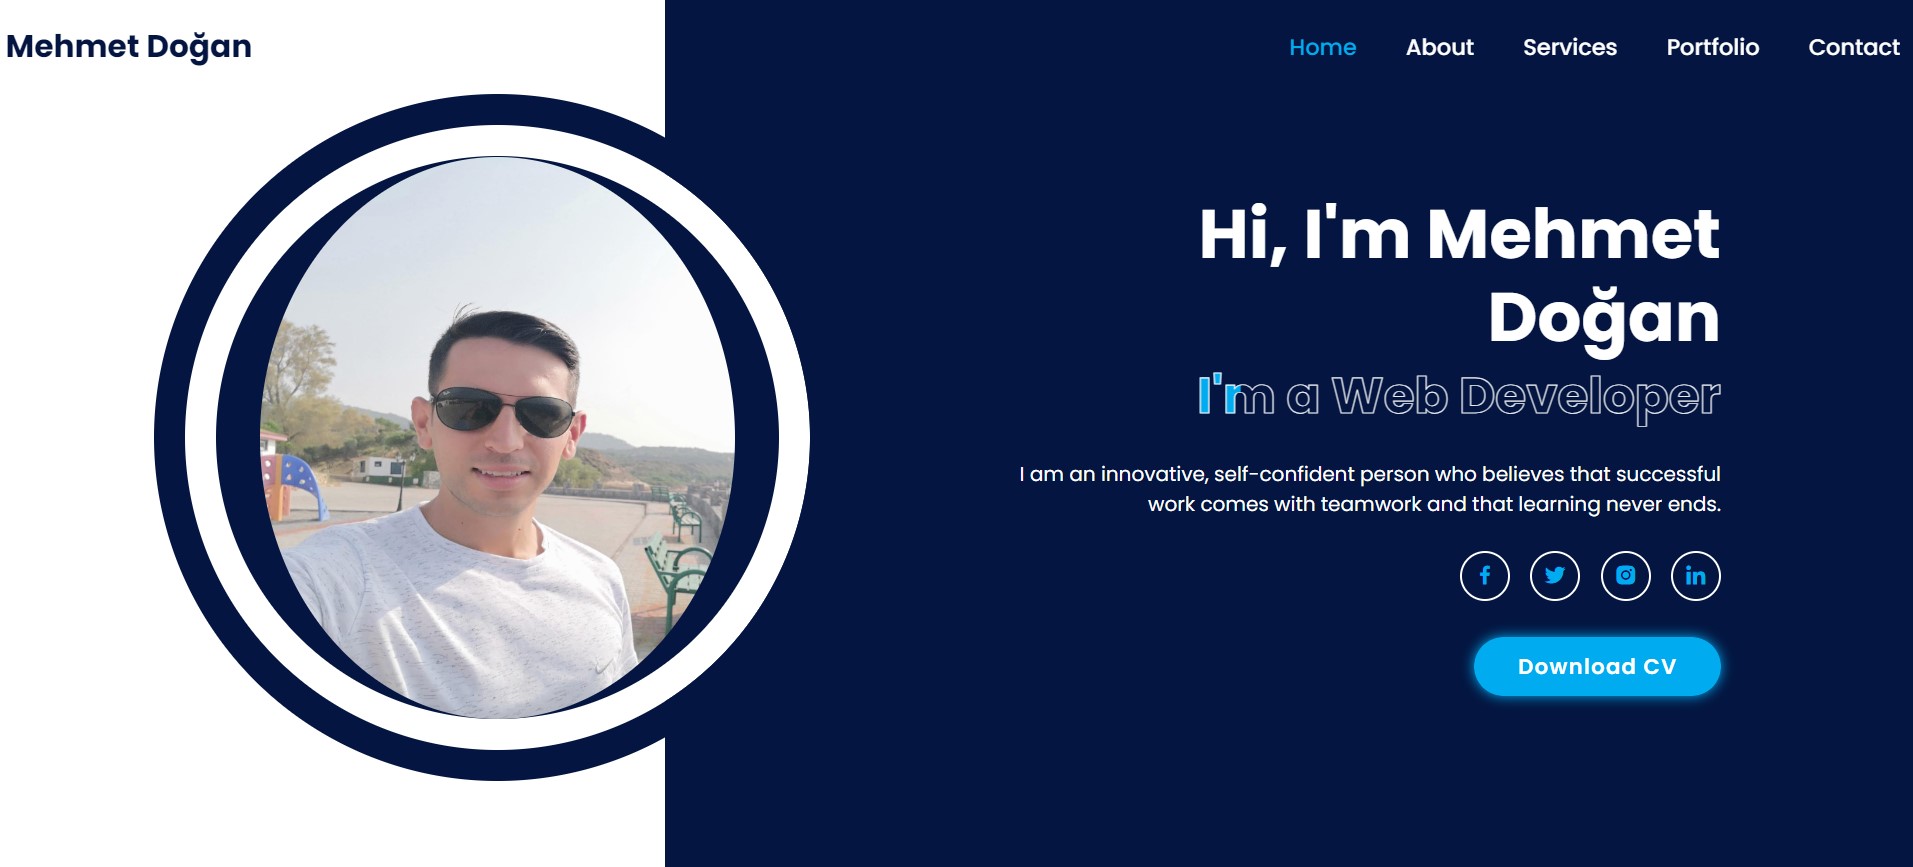 Mehmet Doğan
Home About Services Portfolio Contact
Hi, I'm Mehmet
Doğan
I'm a Web Developer
I am an innovative, self-confident person who believes that successful
work comes with teamwork and that learning never ends.
Download CV